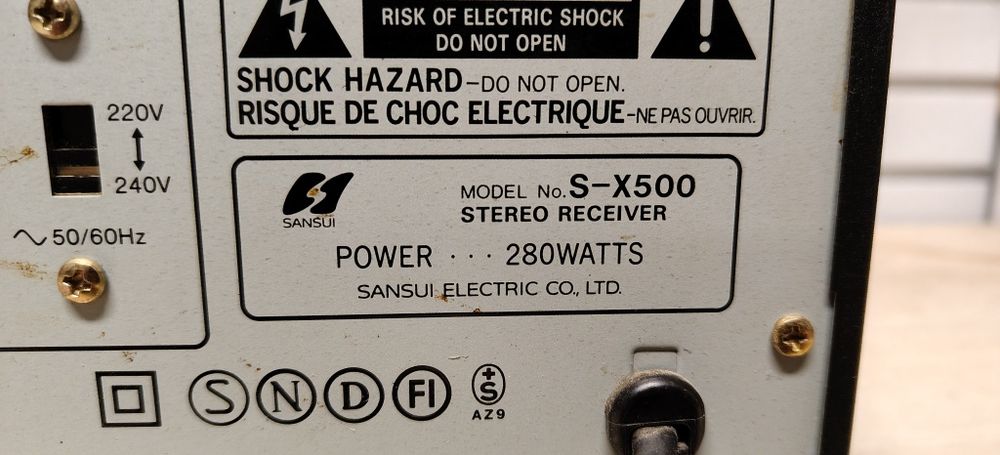 RISK OF ELECTRIC SHOCK
DO NOT OPEN
SHOCK HAZARD–DO NOT OPEN.
RISQUE DE CHOC ELECTRIQUE–NE PAS OUVRIR.
220V
240V
50/60Hz
SANSUI
MODEL No. S–X500
STEREO RECEIVER
POWER ··· 280WATTS
SANSUI ELECTRIC CO., LTD.
S N D FI +S
AZ9